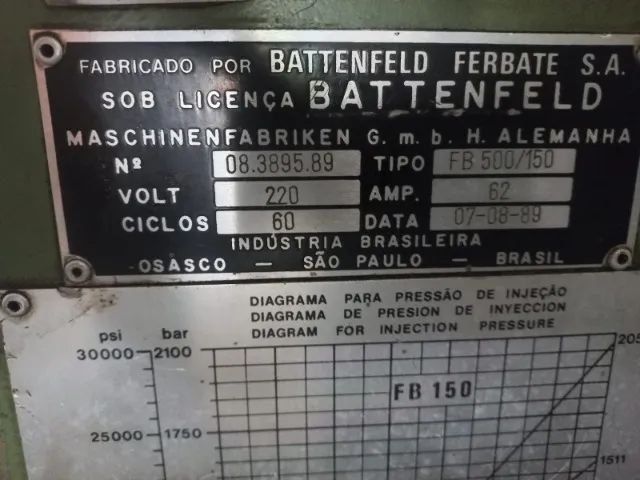 FABRICADO POR BATTENFELD FERBATE S.A.
SOB LICENÇA BATTENFELD
MASCHINENFABRIKEN G.m.b.H. ALEMANHA
Nº 08.3895.89 TIPO FB 500/150
VOLT 220 AMP. 62
CICLOS 60 DATA 07-08-89
INDÚSTRIA BRASILEIRA
OSASCO — SÃO PAULO — BRASIL
DIAGRAMA PARA PRESSÃO DE INJEÇÃO
DIAGRAMA DE PRESION DE INYECCION
DIAGRAM FOR INJECTION PRESSURE
psi bar
30000 2100
FB 150
25000 1750
1511